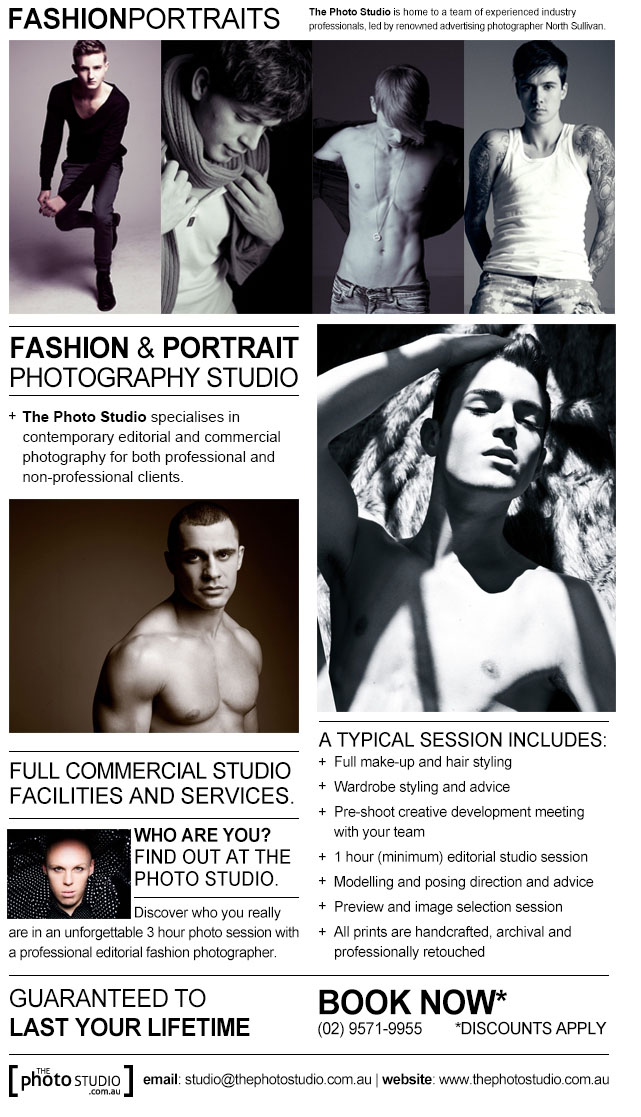 FASHIONPORTRAITS
The Photo Studio is home to a team of experienced industry
professionals, led by renowned advertising photographer North Sullivan.
FASHION & PORTRAIT
PHOTOGRAPHY STUDIO
+ The Photo Studio specialises in
contemporary editorial and commercial
photography for both professional and
non-professional clients.
FULL COMMERCIAL STUDIO
FACILITIES AND SERVICES.
WHO ARE YOU?
FIND OUT AT THE
PHOTO STUDIO.
Discover who you really
are in an unforgettable 3 hour photo session with
a professional editorial fashion photographer.
A TYPICAL SESSION INCLUDES:
+ Full make-up and hair styling
+ Wardrobe styling and advice
+ Pre-shoot creative development meeting
with your team
+ 1 hour (minimum) editorial studio session
+ Modelling and posing direction and advice
+ Preview and image selection session
+ All prints are handcrafted, archival and
professionally retouched
GUARANTEED TO
LAST YOUR LIFETIME
BOOK NOW*
(02) 9571-9955 *DISCOUNTS APPLY
[THE photo STUDIO .com.au]
email: studio@thephotostudio.com.au | website: www.thephotostudio.com.au